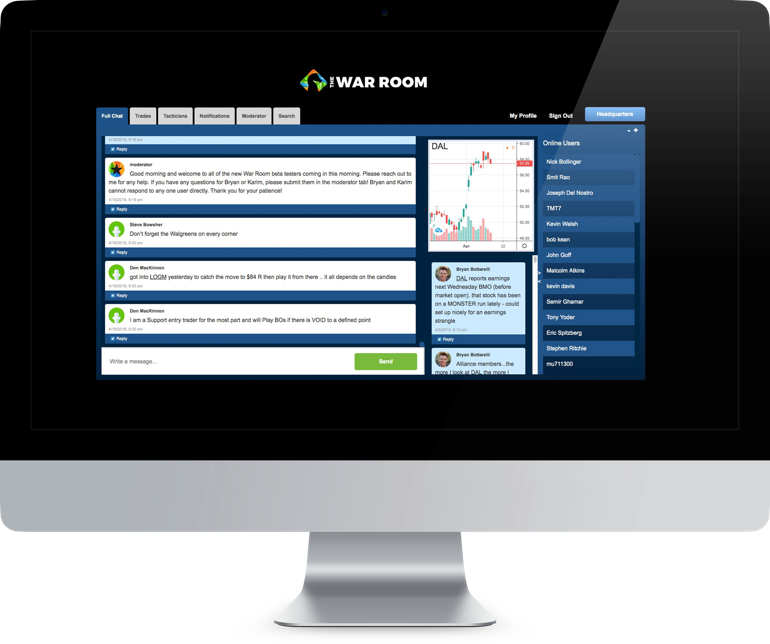 THE WAR ROOM
Full Chat
Trades
Tacticians
Notifications
Moderator
Search
My Profile
Sign Out
Headquarters
Reply
moderator
Good morning and welcome to all of the new War Room beta testers coming in this morning. Please reach out to
me for any help. If you have any questions for Bryan or Karim, please submit them in the moderator tab! Bryan and Karim
cannot respond to any one user directly. Thank you for your patience!
Reply
Steve Bowsher
Don't forget the Walgreens on every corner
Reply
Don MacKinnon
got into LOGM yesterday to catch the move to $84 R then play it from there .. it all depends on the candles
Reply
Don MacKinnon
I am a Support entry trader for the most part and will Play BOs if there is VOID to a defined point
Reply
Write a message...
Send
DAL
Apr
Bryan Bottarelli
DAL reports earnings
next Wednesday BMO (before
market open). that stock has been
on a MONSTER run lately - could
set up nicely for an earnings
strangle
Reply
Bryan Bottarelli
Alliance members...the
more I look at DAL the more I
Online Users
Nick Bollinger
Smit Rao
Joseph Del Nostro
TMT7
Kevin Walsh
bob kean
John Goff
Malcolm Atkins
kevin davis
Semir Ghamar
Tony Yoder
Eric Spitzberg
Stephen Ritchie
mu711300